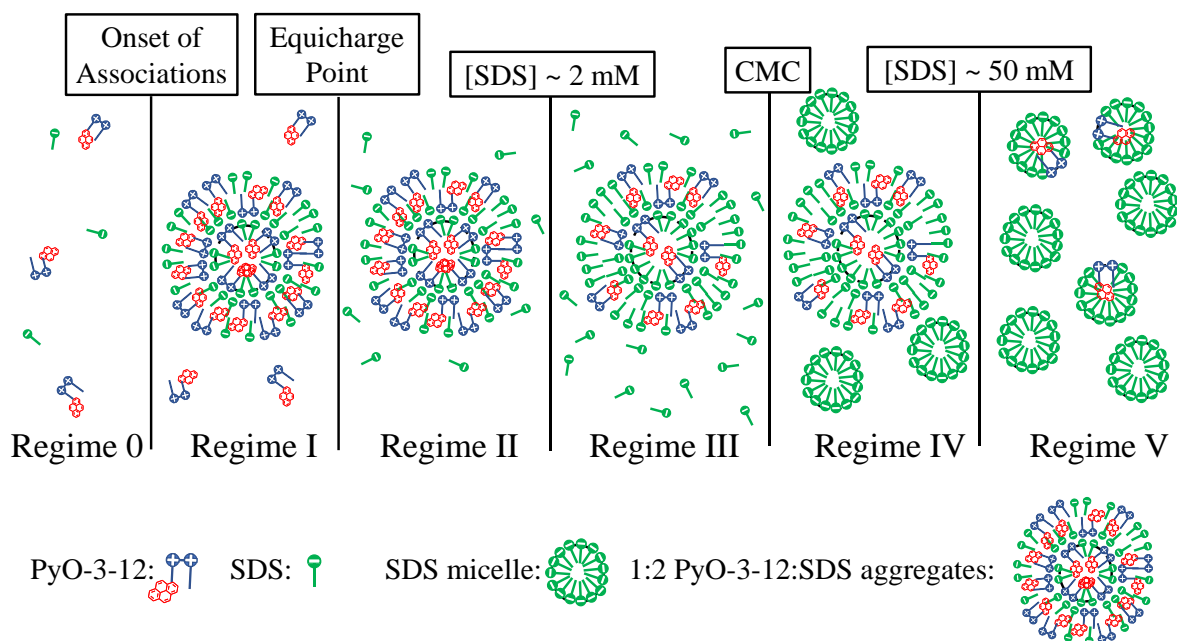 Onset of
Associations
Equicharge
Point
[SDS] ~ 2 mM
CMC
[SDS] ~ 50 mM
Regime 0
Regime I
Regime II
Regime III
Regime IV
Regime V
PyO-3-12:
SDS:
SDS micelle:
1:2 PyO-3-12:SDS aggregates: